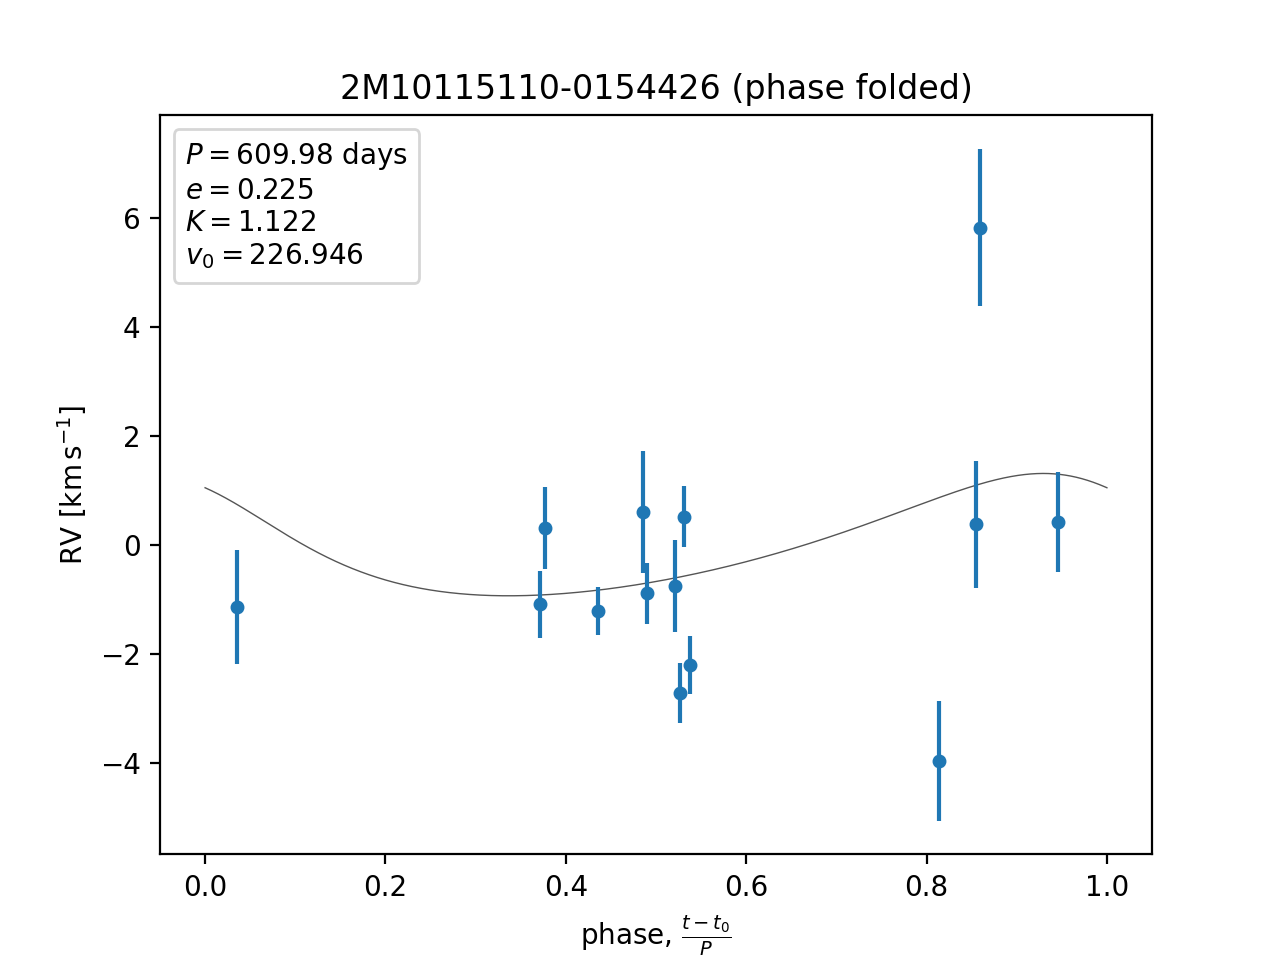 2M10115110-0154426 (phase folded)
P = 609.98 days
e = 0.225
K = 1.122
v₀ = 226.946
6
4
2
0
−2
−4
RV [km s⁻¹]
0.0 0.2 0.4 0.6 0.8 1.0
phase, (t − t₀)/P